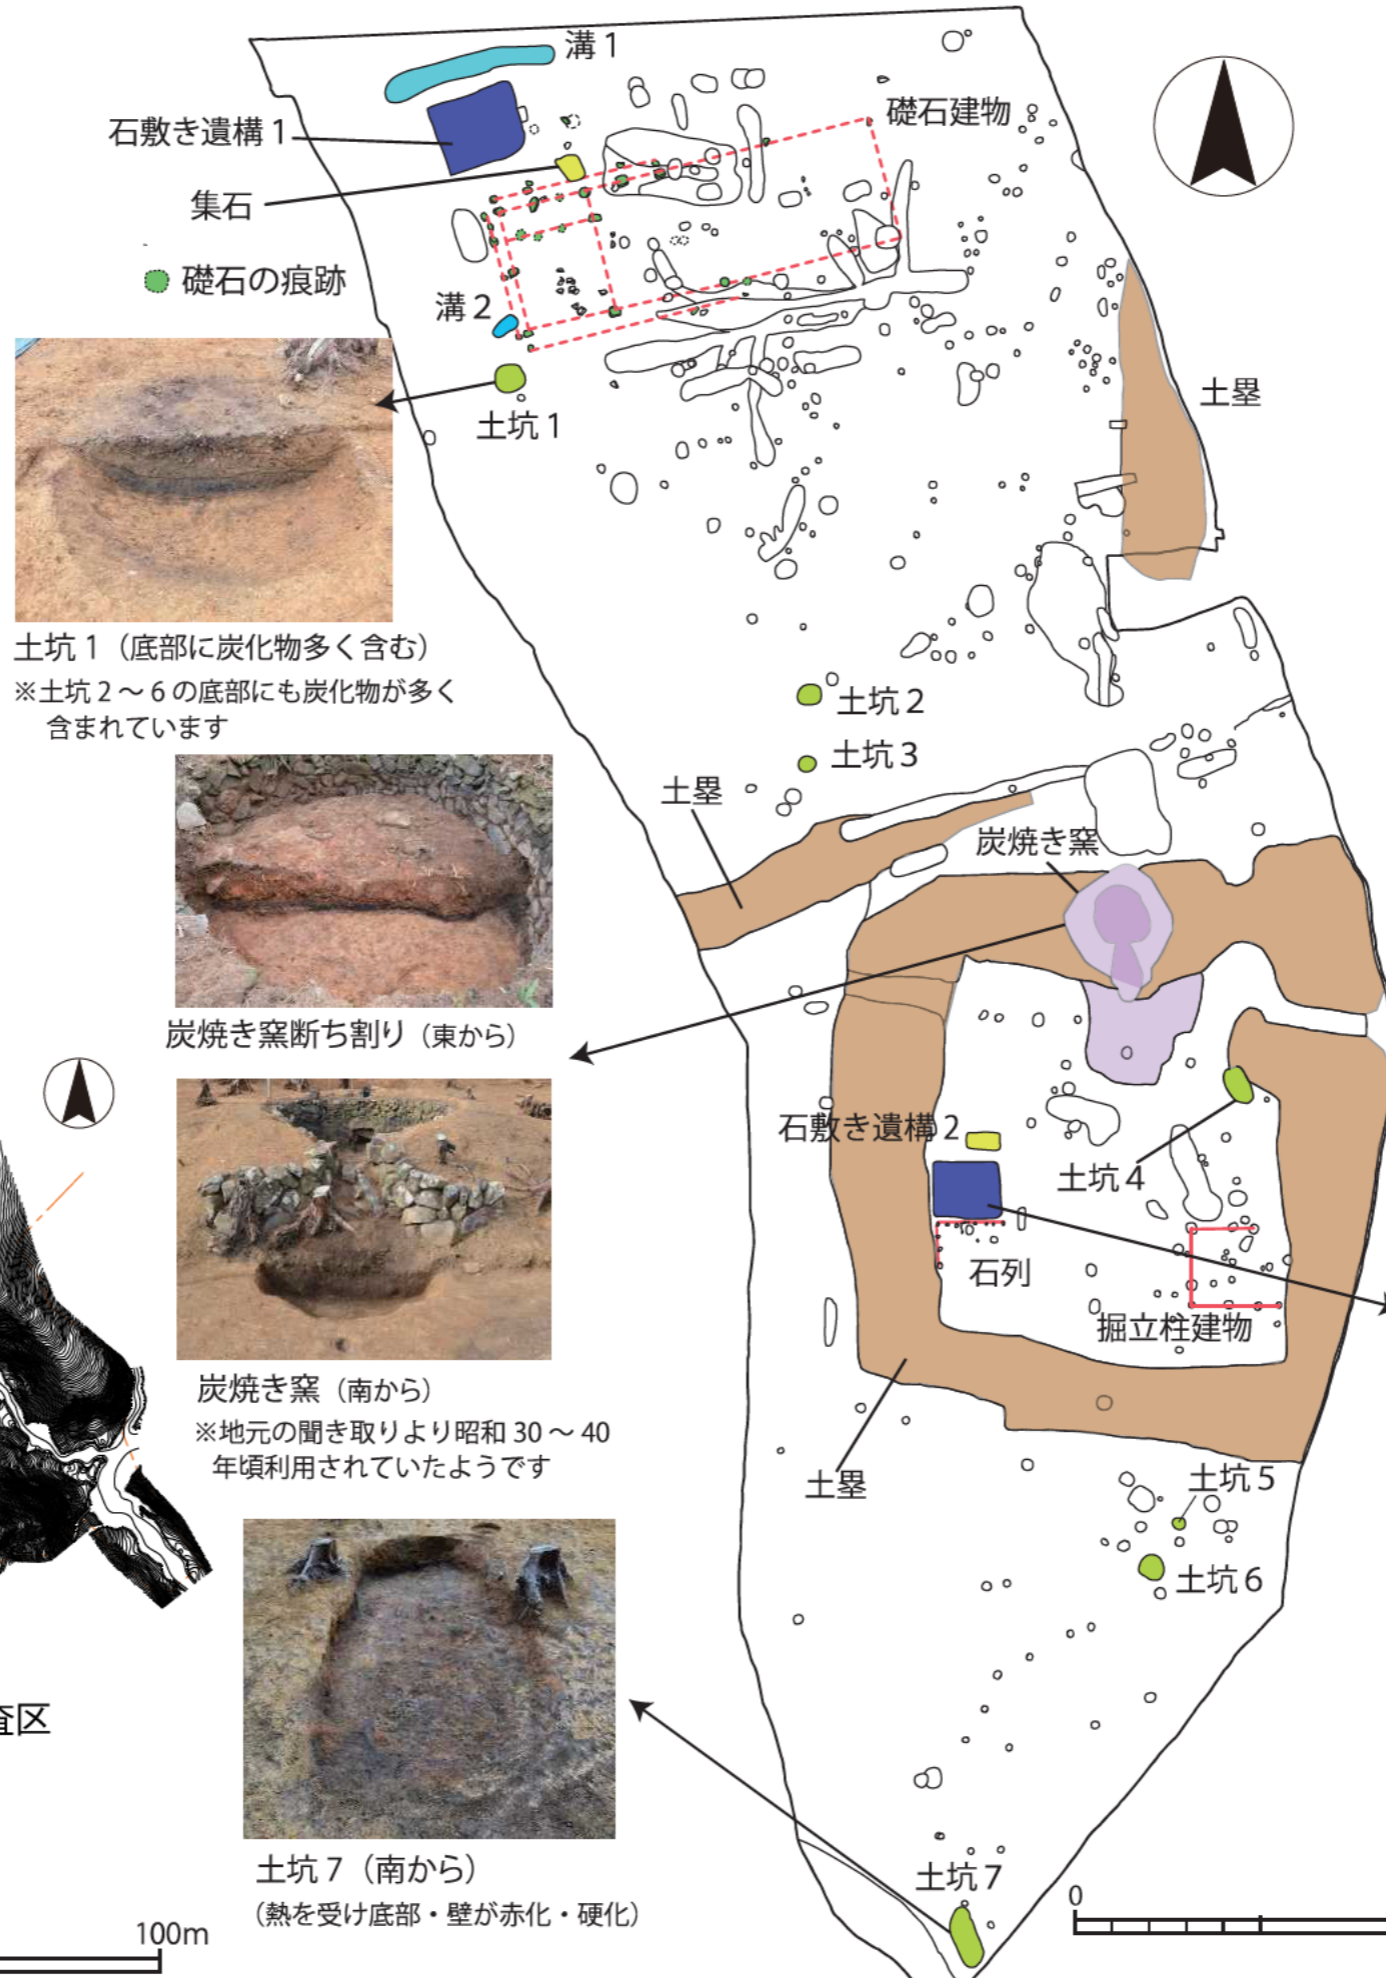 溝 1
石敷き遺構 1
礎石建物
集石
礎石の痕跡
溝 2
土坑 1
土塁
土坑 1（底部に炭化物多く含む）
※土坑 2 ～ 6 の底部にも炭化物が多く
含まれています
土坑 2
土坑 3
土塁
炭焼き窯
炭焼き窯断ち割り（東から）
石敷き遺構 2
土坑 4
石列
掘立柱建物
炭焼き窯（南から）
※地元の聞き取りより昭和 30 ～ 40
年頃利用されていたようです
土塁
土坑 5
土坑 6
査区
土坑 7（南から）
（熱を受け底部・壁が赤化・硬化）
土坑 7
0
100m